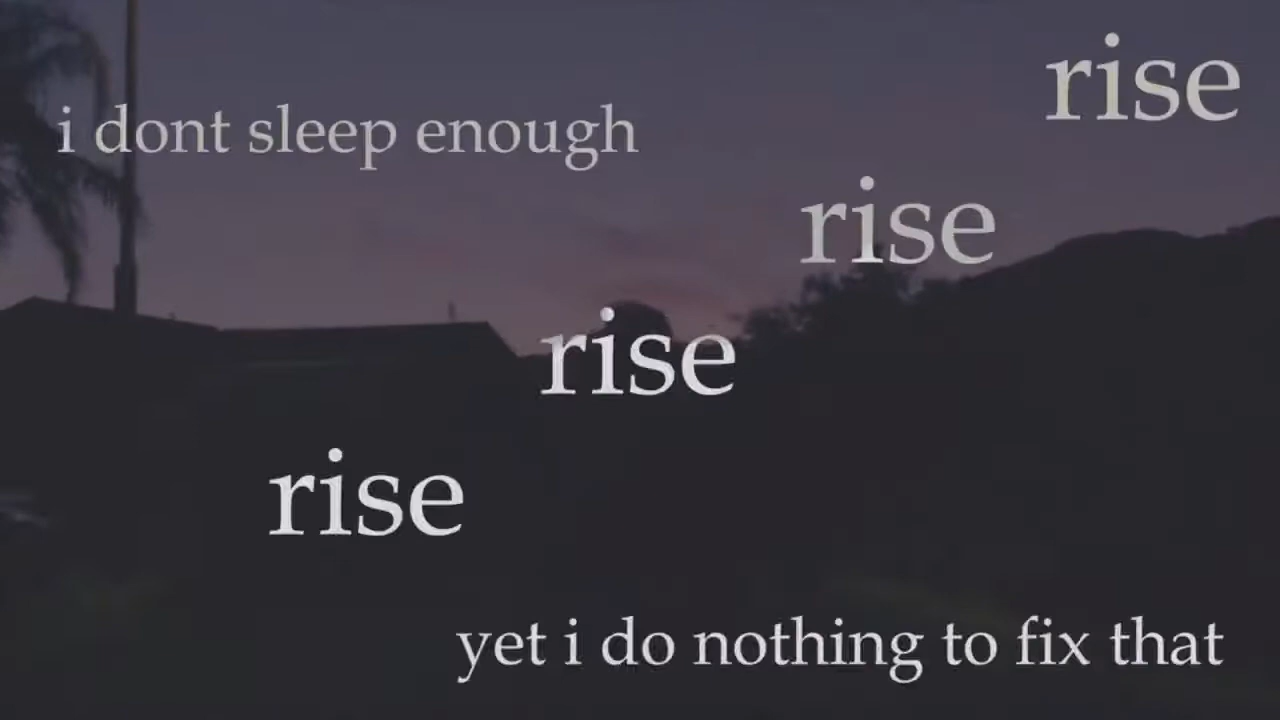 rise
i dont sleep enough
rise
rise
rise
yet i do nothing to fix that